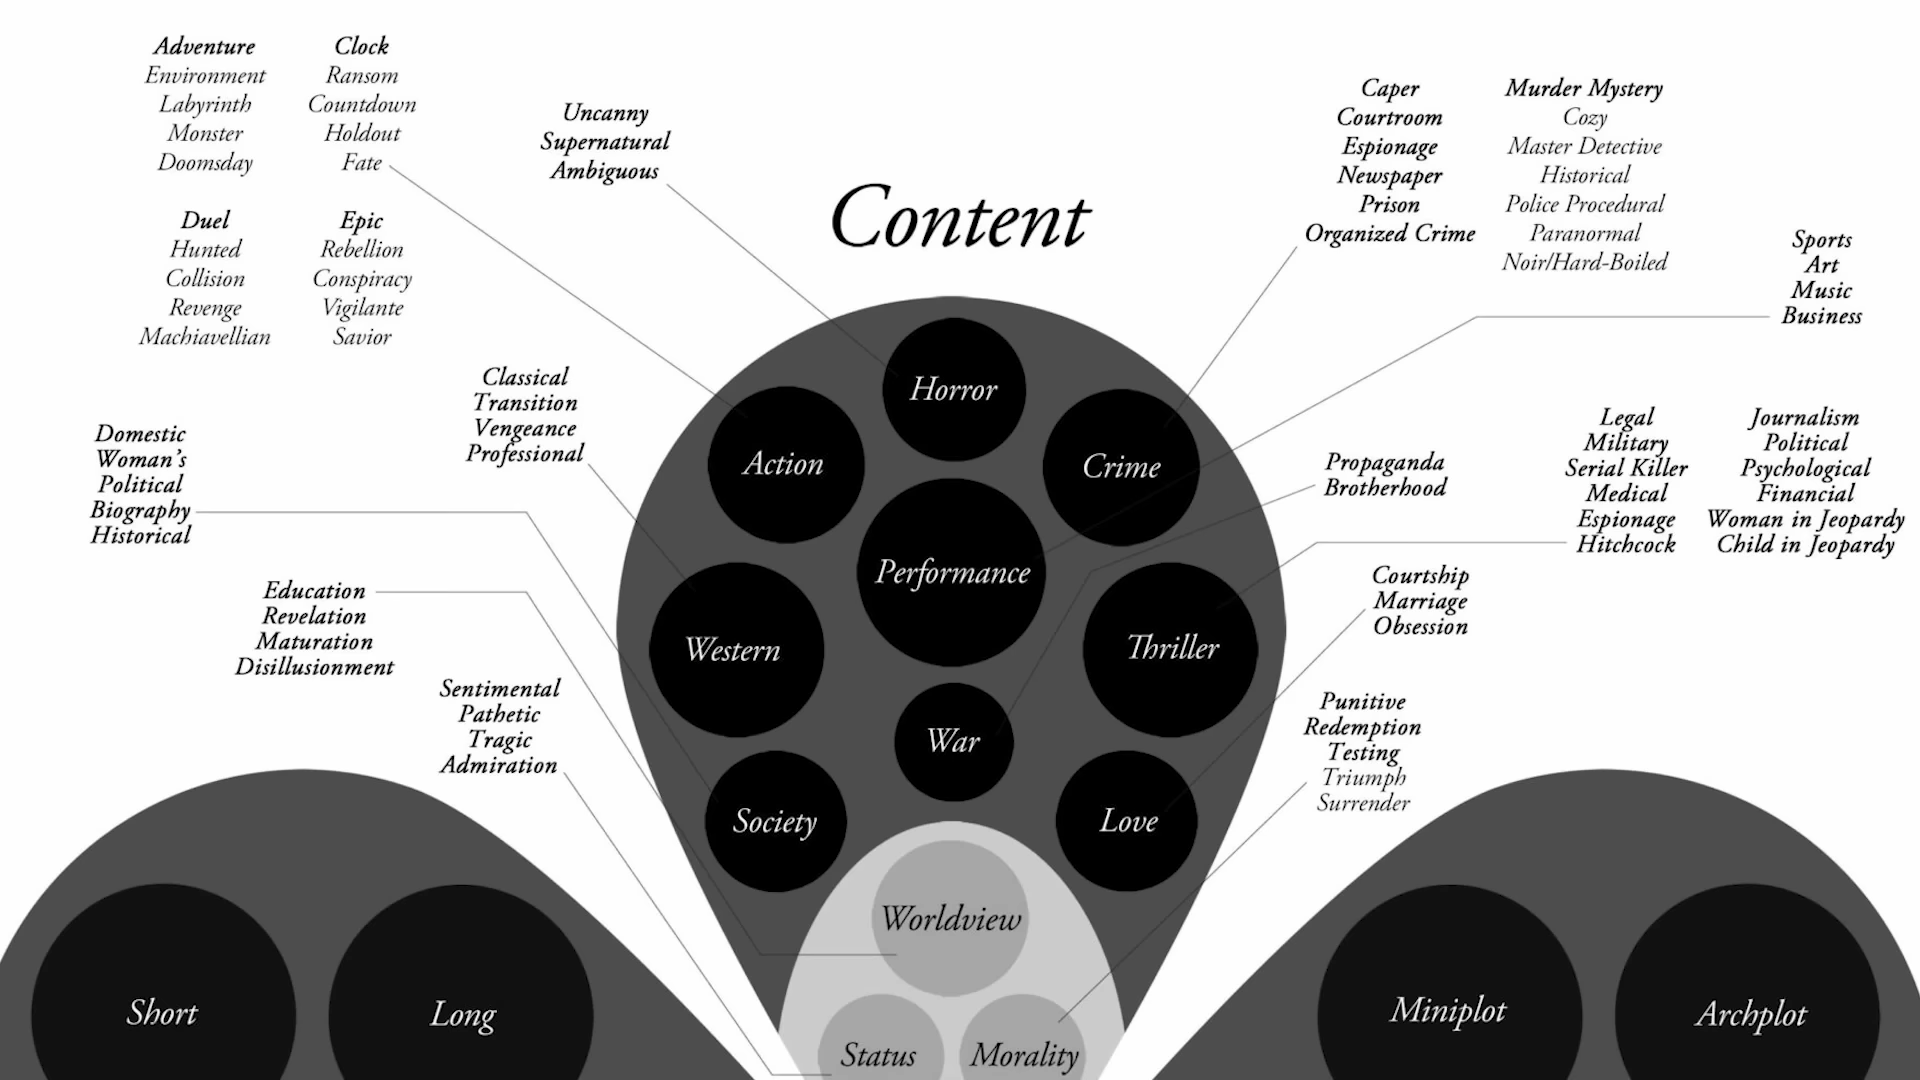 Adventure
Environment
Labyrinth
Monster
Doomsday
Clock
Ransom
Countdown
Holdout
Fate
Duel
Hunted
Collision
Revenge
Machiavellian
Epic
Rebellion
Conspiracy
Vigilante
Savior
Uncanny
Supernatural
Ambiguous
Content
Caper
Courtroom
Espionage
Newspaper
Prison
Organized Crime
Murder Mystery
Cozy
Master Detective
Historical
Police Procedural
Paranormal
Noir/Hard-Boiled
Sports
Art
Music
Business
Classical
Transition
Vengeance
Professional
Domestic
Woman's
Political
Biography
Historical
Education
Revelation
Maturation
Disillusionment
Sentimental
Pathetic
Tragic
Admiration
Horror
Action
Crime
Performance
Western
Thriller
War
Society
Love
Worldview
Status
Morality
Propaganda
Brotherhood
Legal
Military
Serial Killer
Medical
Espionage
Hitchcock
Journalism
Political
Psychological
Financial
Woman in Jeopardy
Child in Jeopardy
Courtship
Marriage
Obsession
Punitive
Redemption
Testing
Triumph
Surrender
Short
Long
Miniplot
Archplot